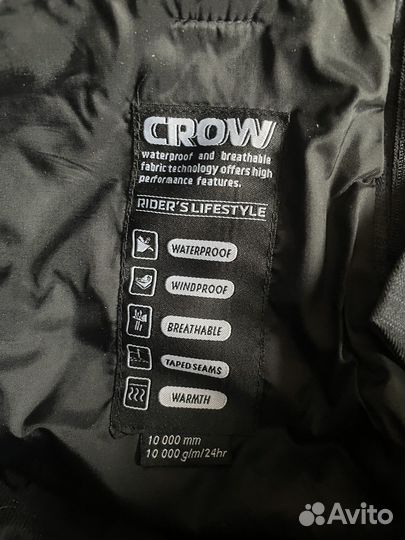 CROW
waterproof and breathable
fabric technology offers high
performance features.
RIDER'S LIFESTYLE
WATERPROOF
WINDPROOF
BREATHABLE
TAPED SEAMS
WARMTH
10 000 mm
10 000 g/m/24hr
Avito